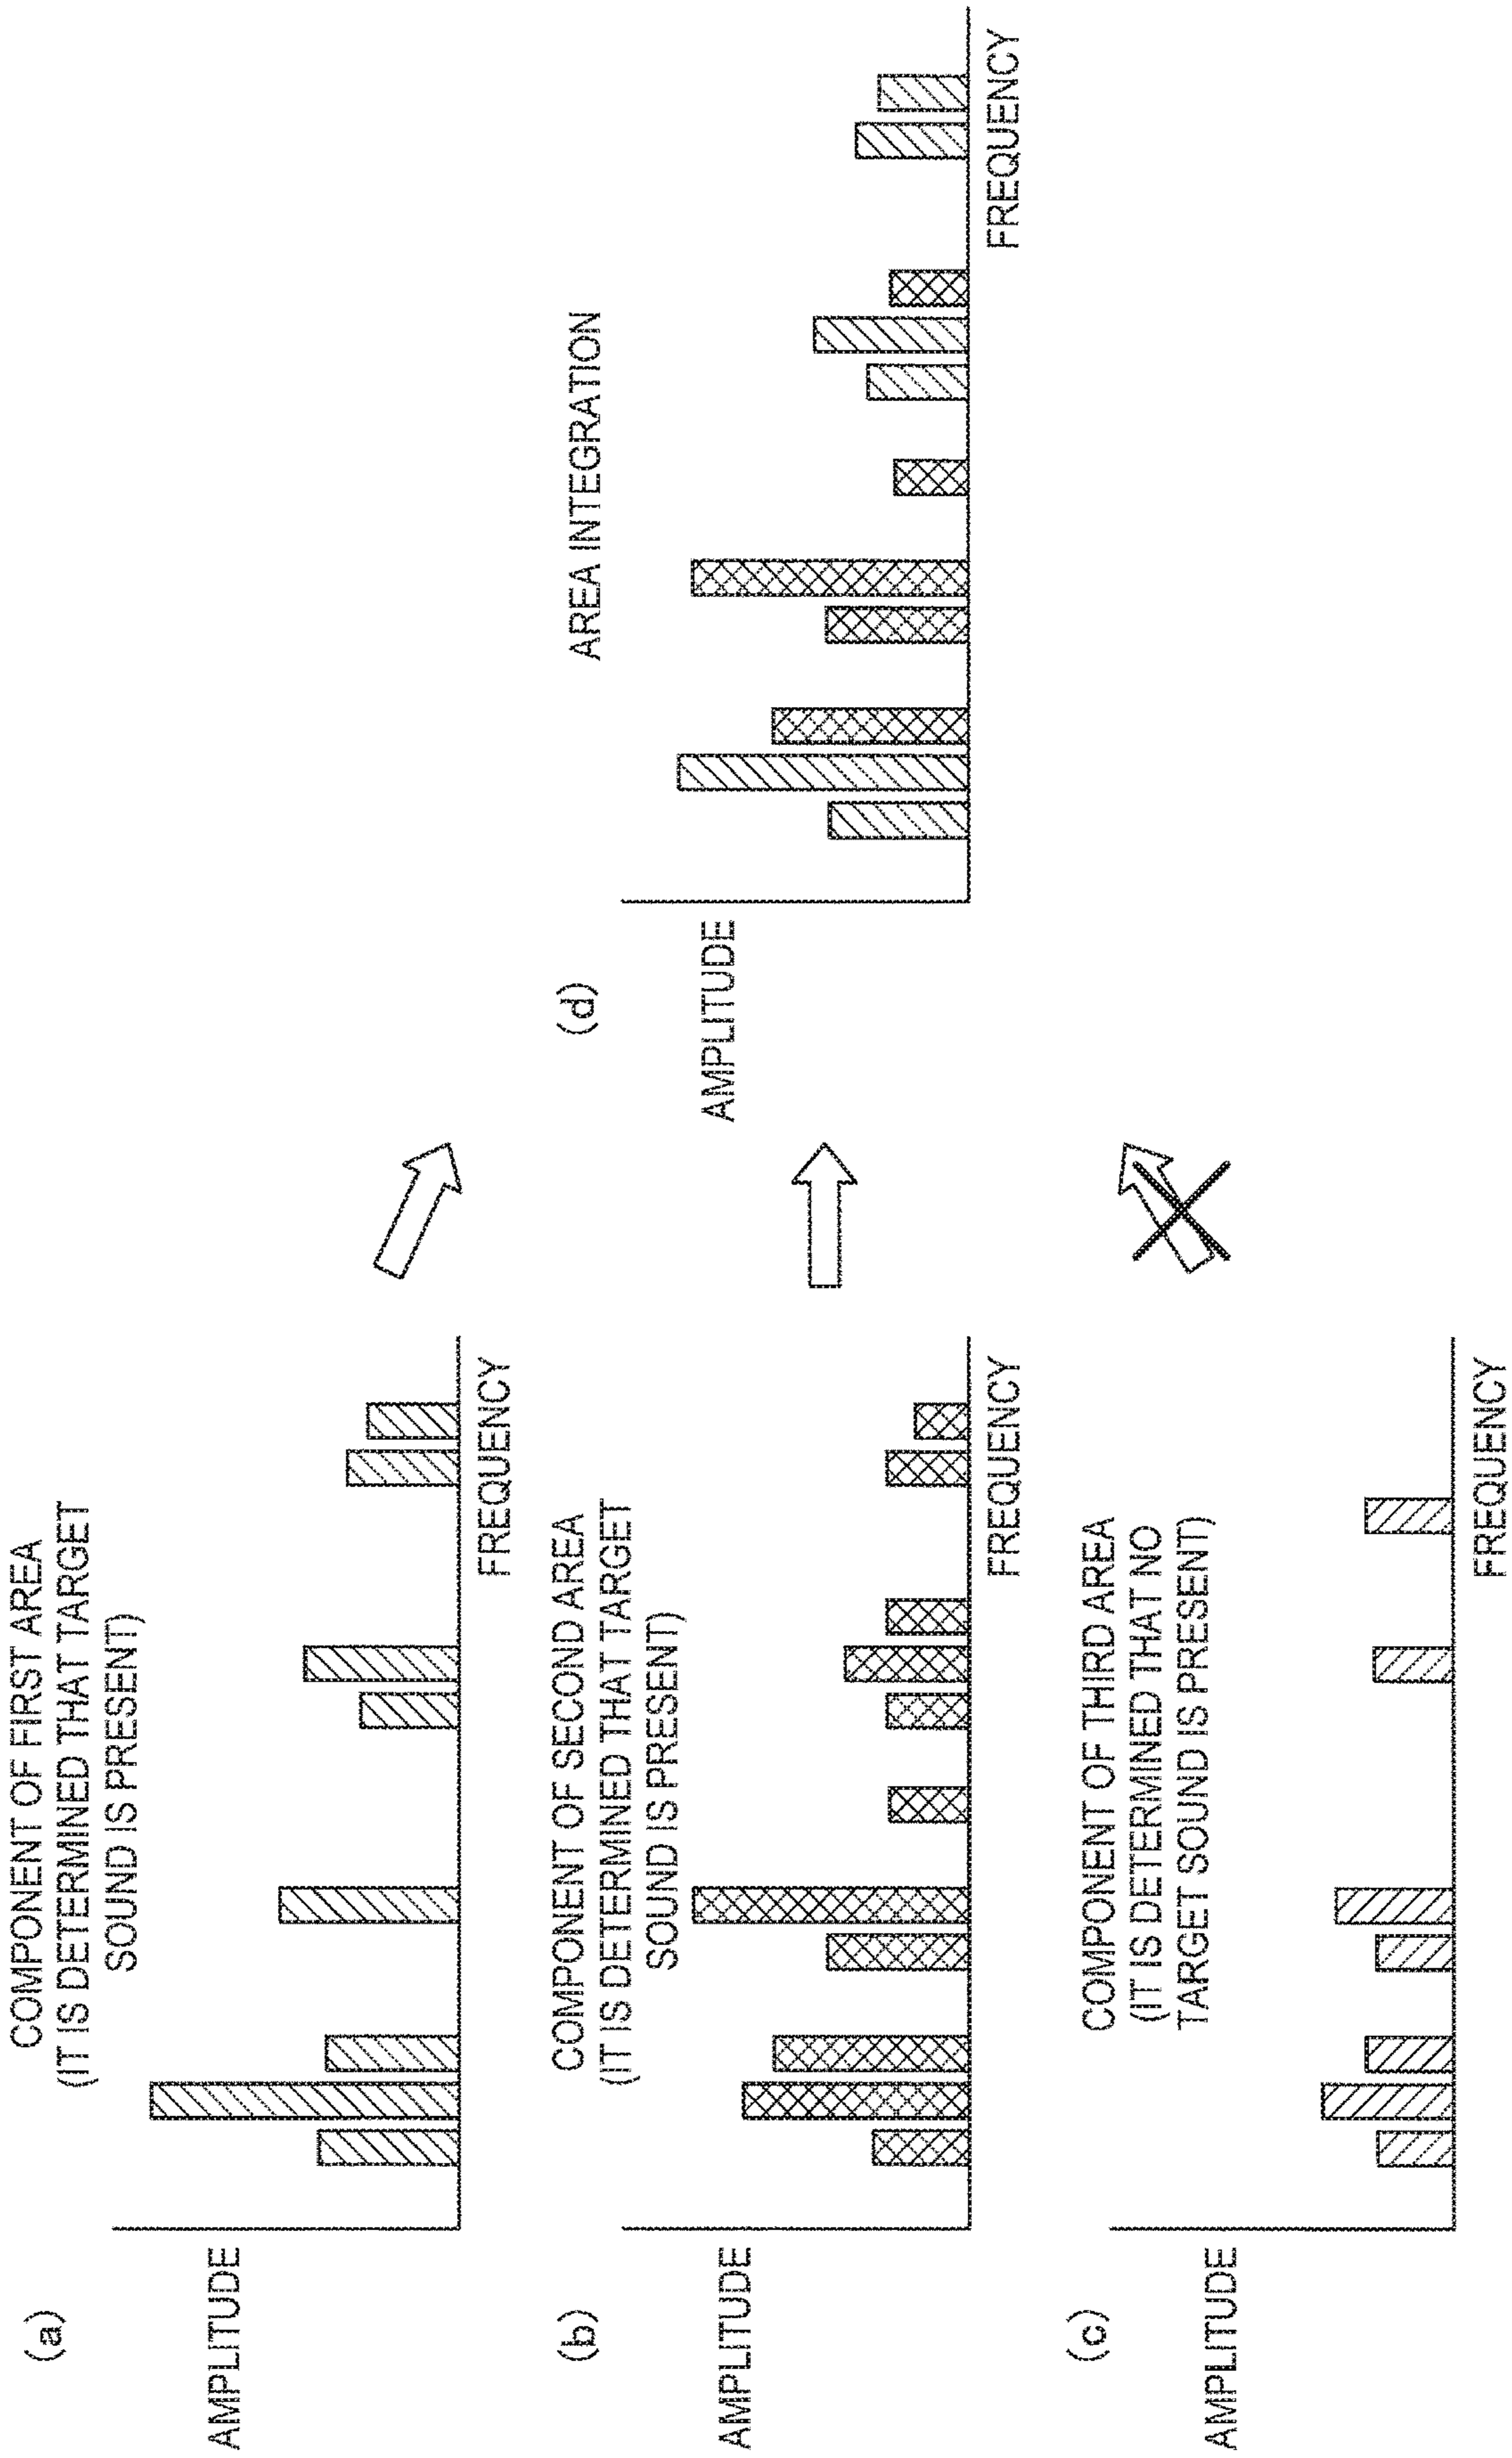 (a)
COMPONENT OF FIRST AREA
(IT IS DETERMINED THAT TARGET
SOUND IS PRESENT)
AMPLITUDE
FREQUENCY
(b)
COMPONENT OF SECOND AREA
(IT IS DETERMINED THAT TARGET
SOUND IS PRESENT)
AMPLITUDE
FREQUENCY
(c)
COMPONENT OF THIRD AREA
(IT IS DETERMINED THAT NO
TARGET SOUND IS PRESENT)
AMPLITUDE
FREQUENCY
(d)
AREA INTEGRATION
AMPLITUDE
FREQUENCY